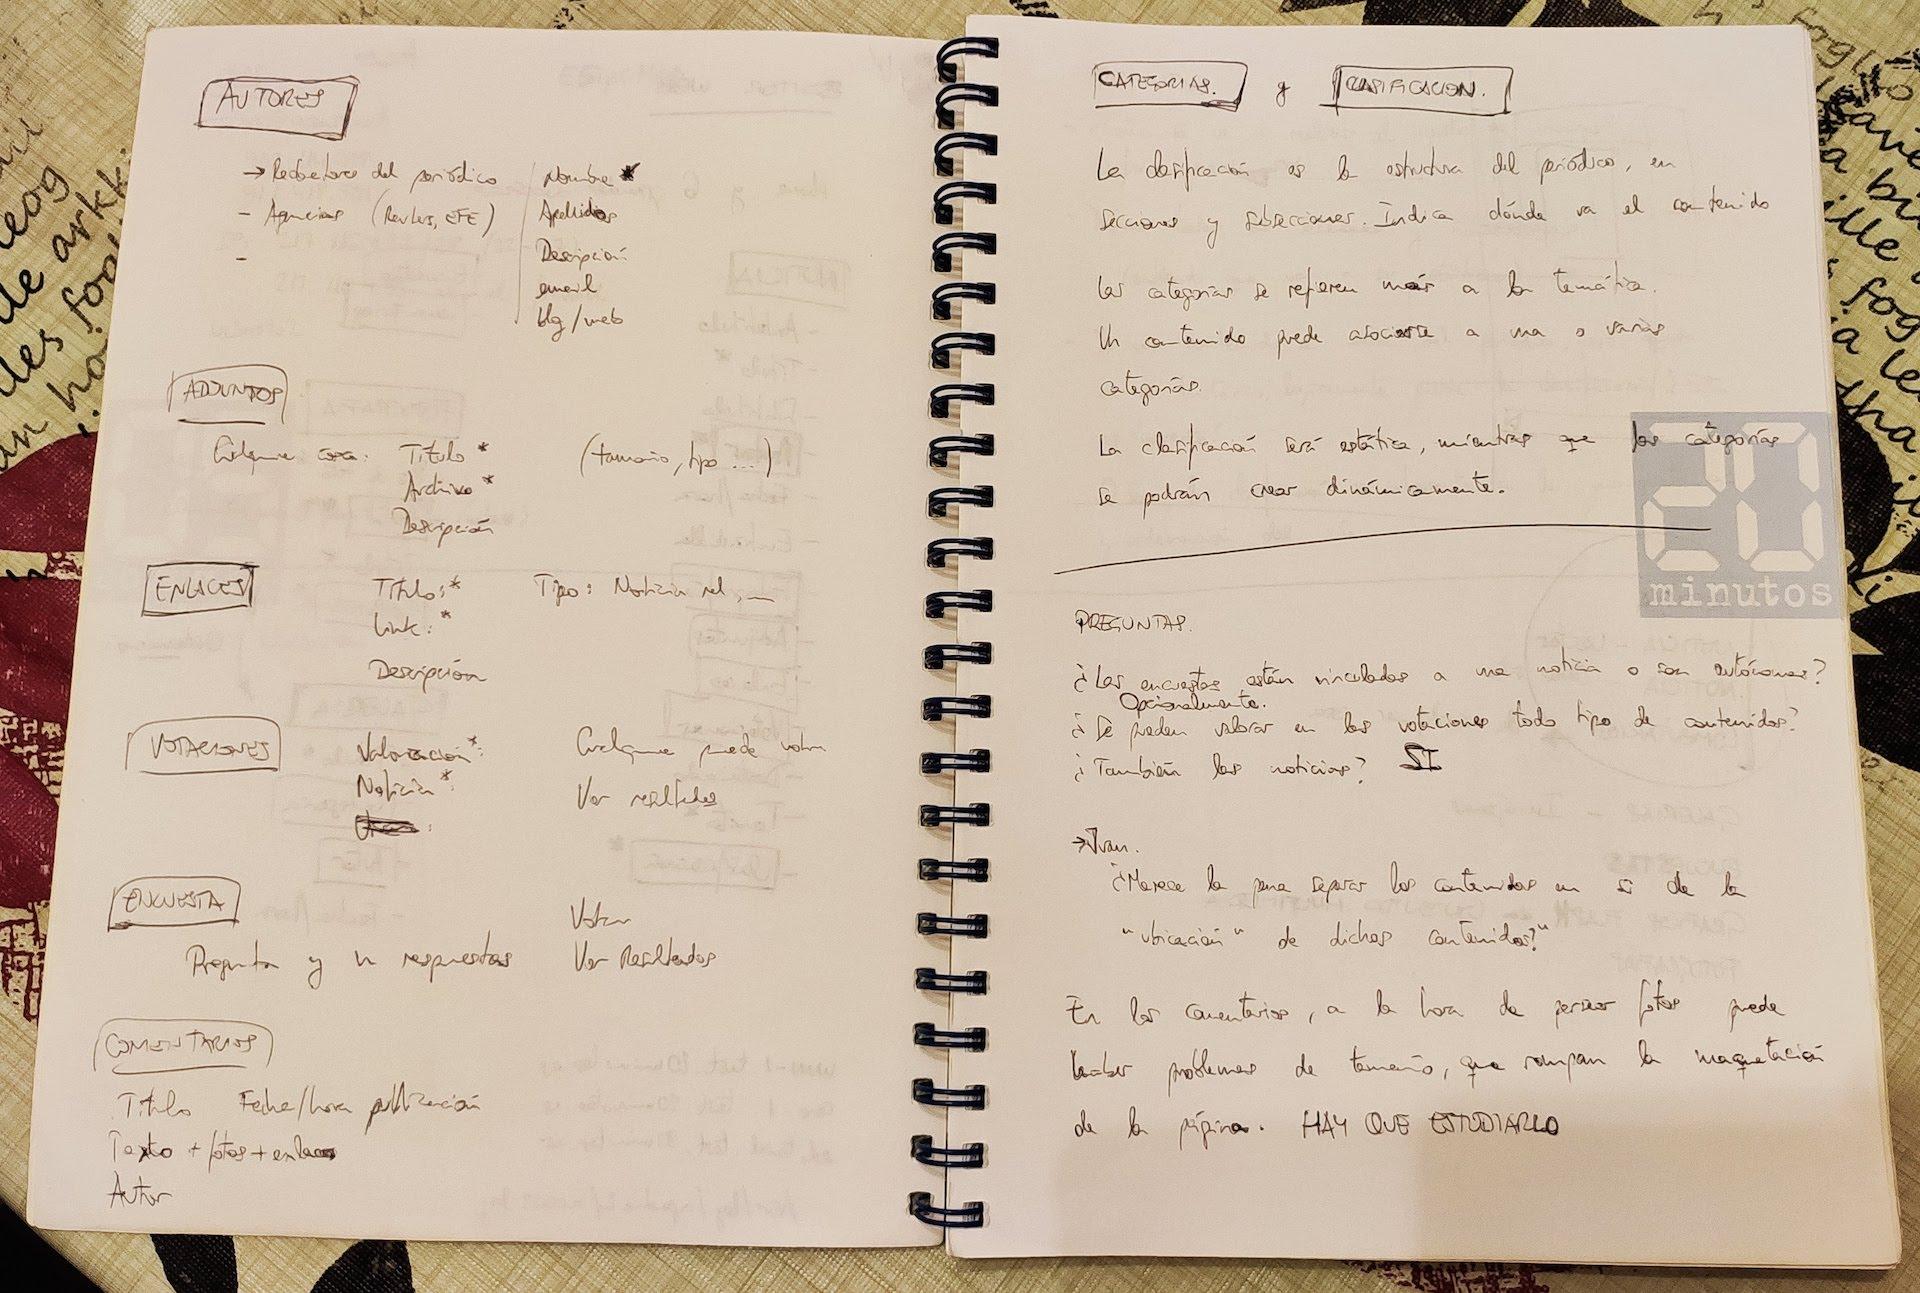 AUTORES
→ Redactores del periódico
- Agencias (Reuters, EFE)
-
Nombre *
Apellidos
Descripción
email
blog/web
ADJUNTOS
Cualquier cosa: Título * (tamaño, tipo ...)
Archivo *
Descripción
ENLACES Título: * Tipo: Noticia rel, __
Link: *
Descripción
VOTACIONES Valoración *: Cualquiera puede votar
Noticia *: Ver resultados
ENCUESTA Votar
Pregunta y n respuestas Ver Resultados
COMENTARIOS
Título Fecha/hora publicación
Texto + fotos + enlaces
Autor
CATEGORIAS. y CLASIFICACION.
La clasificación es la estructura del periódico, en
secciones y subsecciones. Indica dónde va el contenido
Las categorías se refieren más a la temática.
Un contenido puede asociarse a una o varias
categorías.
La clasificación será estática, mientras que las categorías
se podrán crear dinámicamente.
20
minutos
PREGUNTAS.
¿Las encuestas están vinculadas a una noticia o son autónomas?
Opcionalmente.
¿Se pueden valorar en las votaciones todo tipo de contenidos?
¿También las noticias? SI
→ Juan.
¿Merece la pena separar los contenidos en si de la
"ubicación" de dichos contenidos?"
En los comentarios, a la hora de poner fotos puede
haber problemas de tamaño, que rompan la maquetación
de la página. HAY QUE ESTUDIARLO